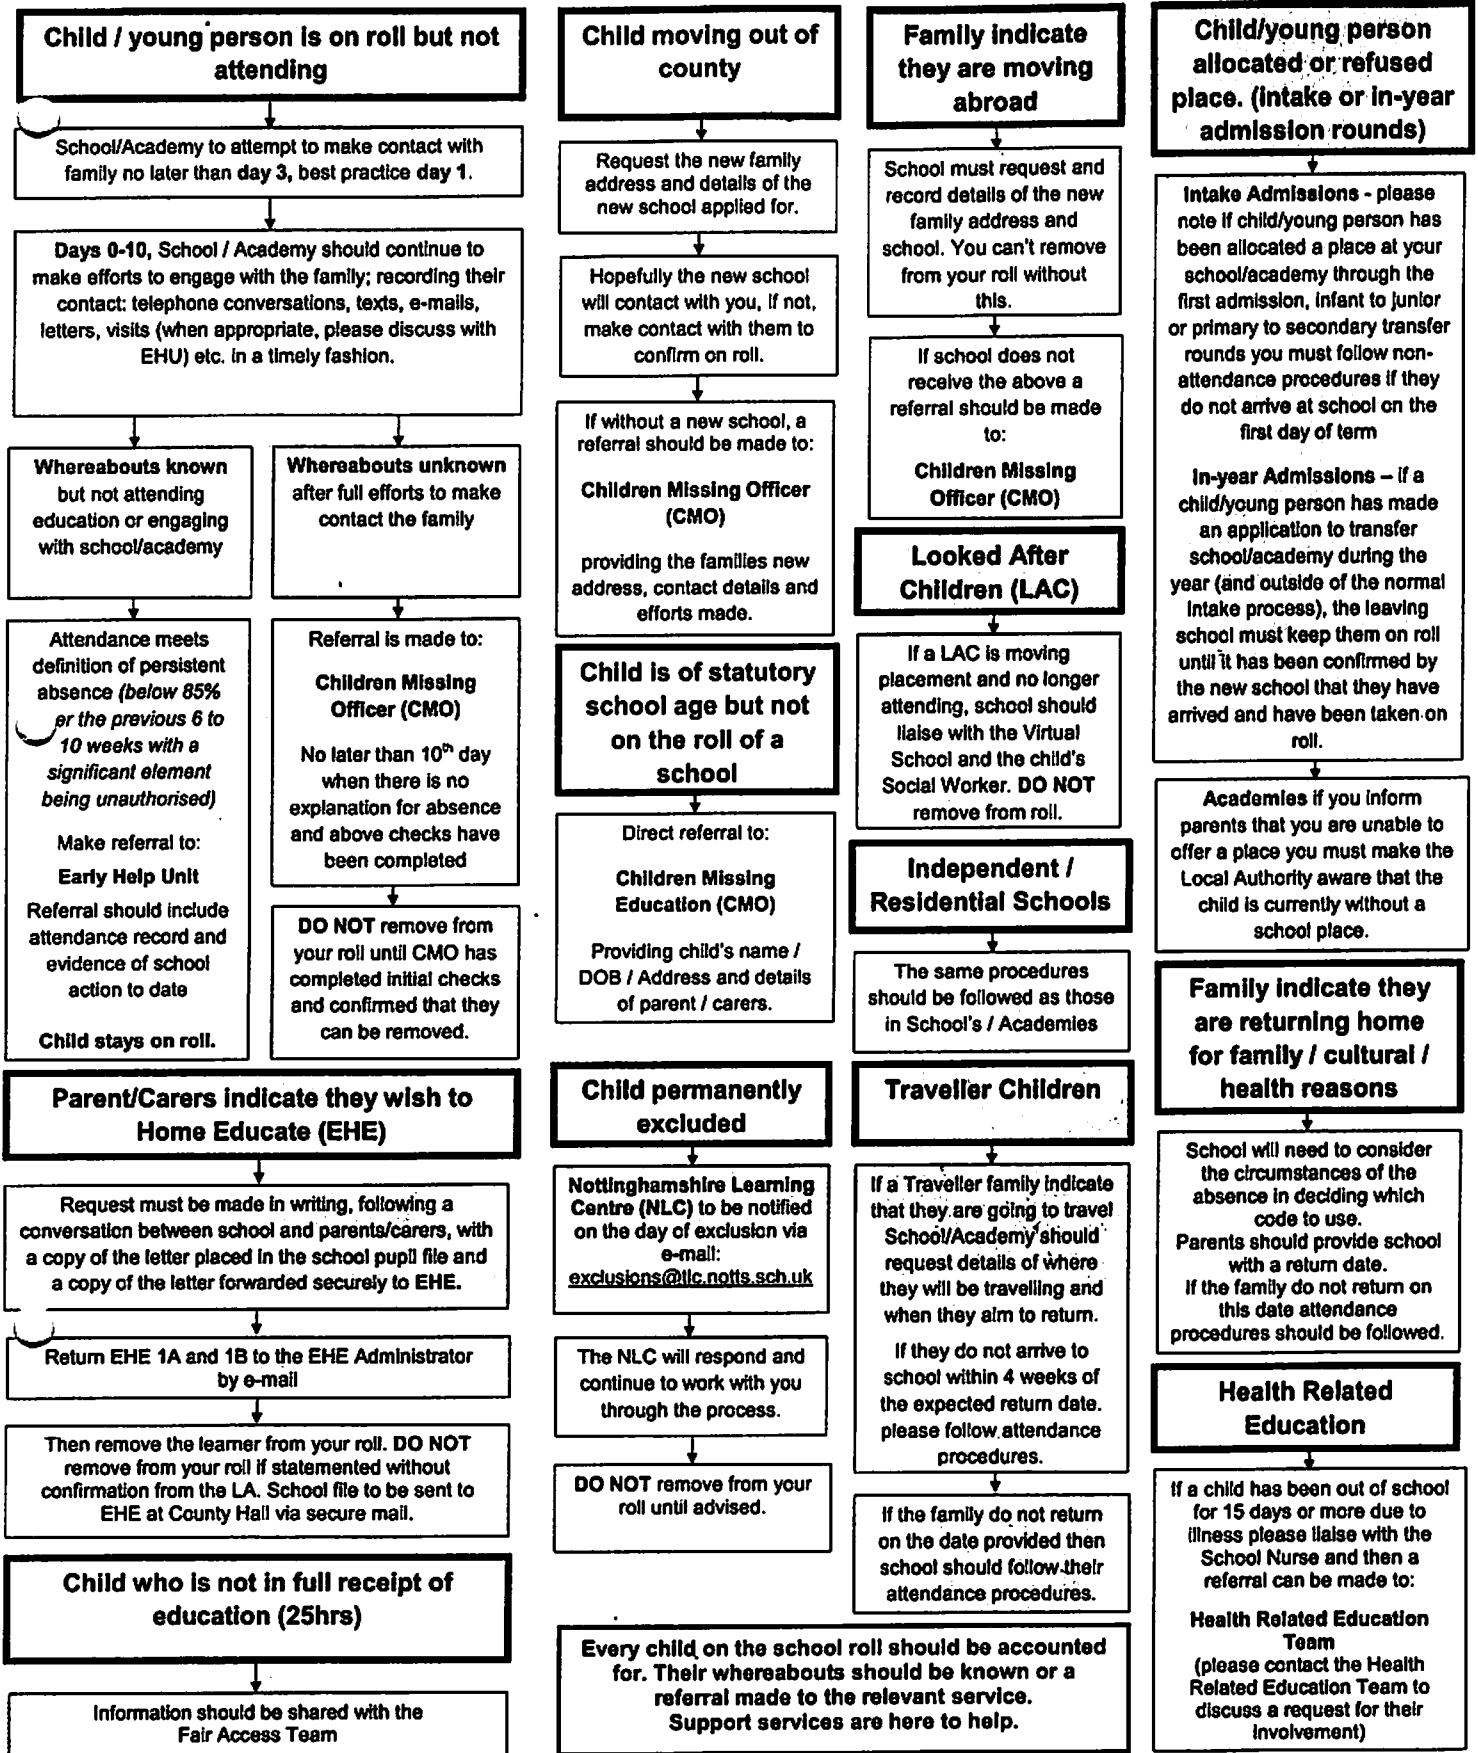 Child / young person is on roll but not
attending
School/Academy to attempt to make contact with
family no later than day 3, best practice day 1.
Days 0-10, School / Academy should continue to
make efforts to engage with the family; recording their
contact: telephone conversations, texts, e-mails,
letters, visits (when appropriate, please discuss with
EHU) etc. in a timely fashion.
Whereabouts known
but not attending
education or engaging
with school/academy
Attendance meets
definition of persistent
absence (below 85%
er the previous 6 to
10 weeks with a
significant element
being unauthorised)
Make referral to:
Early Help Unit
Referral should include
attendance record and
evidence of school
action to date
Child stays on roll.
Whereabouts unknown
after full efforts to make
contact the family
Referral is made to:
Children Missing
Officer (CMO)
No later than 10th day
when there is no
explanation for absence
and above checks have
been completed
DO NOT remove from
your roll until CMO has
completed initial checks
and confirmed that they
can be removed.
Parent/Carers indicate they wish to
Home Educate (EHE)
Request must be made in writing, following a
conversation between school and parents/carers, with
a copy of the letter placed in the school pupil file and
a copy of the letter forwarded securely to EHE.
Return EHE 1A and 1B to the EHE Administrator
by e-mail
Then remove the learner from your roll. DO NOT
remove from your roll if statemented without
confirmation from the LA. School file to be sent to
EHE at County Hall via secure mail.
Child who is not in full receipt of
education (25hrs)
Information should be shared with the
Fair Access Team
Child moving out of
county
Request the new family
address and details of the
new school applied for.
Hopefully the new school
will contact with you, if not,
make contact with them to
confirm on roll.
If without a new school, a
referral should be made to:
Children Missing Officer
(CMO)
providing the families new
address, contact details and
efforts made.
Child is of statutory
school age but not
on the roll of a
school
Direct referral to:
Children Missing
Education (CMO)
Providing child's name /
DOB / Address and details
of parent / carers.
Child permanently
excluded
Nottinghamshire Learning
Centre (NLC) to be notified
on the day of exclusion via
e-mail:
exclusions@tlc.notts.sch.uk
The NLC will respond and
continue to work with you
through the process.
DO NOT remove from your
roll until advised.
Family indicate
they are moving
abroad
School must request and
record details of the new
family address and
school. You can't remove
from your roll without
this.
If school does not
receive the above a
referral should be made
to:
Children Missing
Officer (CMO)
Looked After
Children (LAC)
If a LAC is moving
placement and no longer
attending, school should
liaise with the Virtual
School and the child's
Social Worker. DO NOT
remove from roll.
Independent /
Residential Schools
The same procedures
should be followed as those
in School's / Academies
Traveller Children
If a Traveller family indicate
that they are going to travel
School/Academy should
request details of where
they will be travelling and
when they aim to return.
If they do not arrive to
school within 4 weeks of
the expected return date.
please follow attendance
procedures.
If the family do not return
on the date provided then
school should follow their
attendance procedures.
Every child on the school roll should be accounted
for. Their whereabouts should be known or a
referral made to the relevant service.
Support services are here to help.
Child/young person
allocated or refused
place. (intake or in-year
admission rounds)
Intake Admissions - please
note if child/young person has
been allocated a place at your
school/academy through the
first admission, infant to junior
or primary to secondary transfer
rounds you must follow non-
attendance procedures if they
do not arrive at school on the
first day of term
In-year Admissions – if a
child/young person has made
an application to transfer
school/academy during the
year (and outside of the normal
intake process), the leaving
school must keep them on roll
until it has been confirmed by
the new school that they have
arrived and have been taken on
roll.
Academies if you inform
parents that you are unable to
offer a place you must make the
Local Authority aware that the
child is currently without a
school place.
Family indicate they
are returning home
for family / cultural /
health reasons
School will need to consider
the circumstances of the
absence in deciding which
code to use.
Parents should provide school
with a return date.
If the family do not return on
this date attendance
procedures should be followed.
Health Related
Education
If a child has been out of school
for 15 days or more due to
illness please liaise with the
School Nurse and then a
referral can be made to:
Health Related Education
Team
(please contact the Health
Related Education Team to
discuss a request for their
involvement)